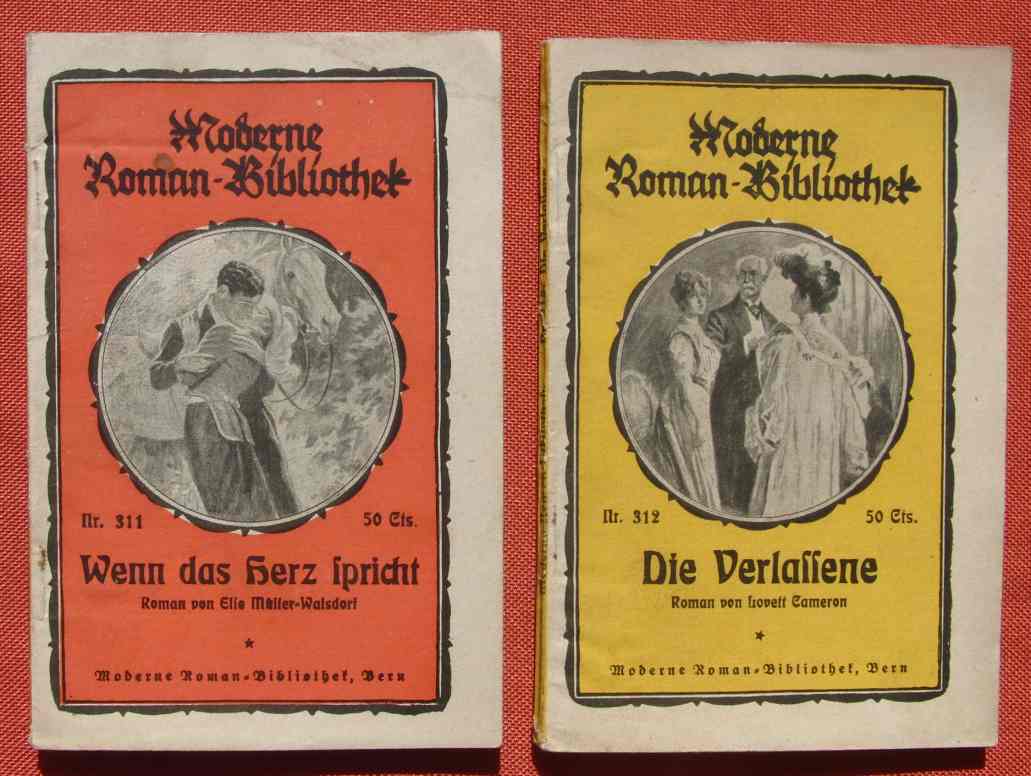 Moderne
Roman-Bibliothek
Nr. 311
50 Cts.
Wenn das Herz ſpricht
Roman von Elſe Müller-Walsdorf
Moderne Roman-Bibliothek, Bern
Moderne
Roman-Bibliothek
Nr. 312
50 Cts.
Die Verlaſſene
Roman von Lovett Cameron
Moderne Roman-Bibliothek, Bern